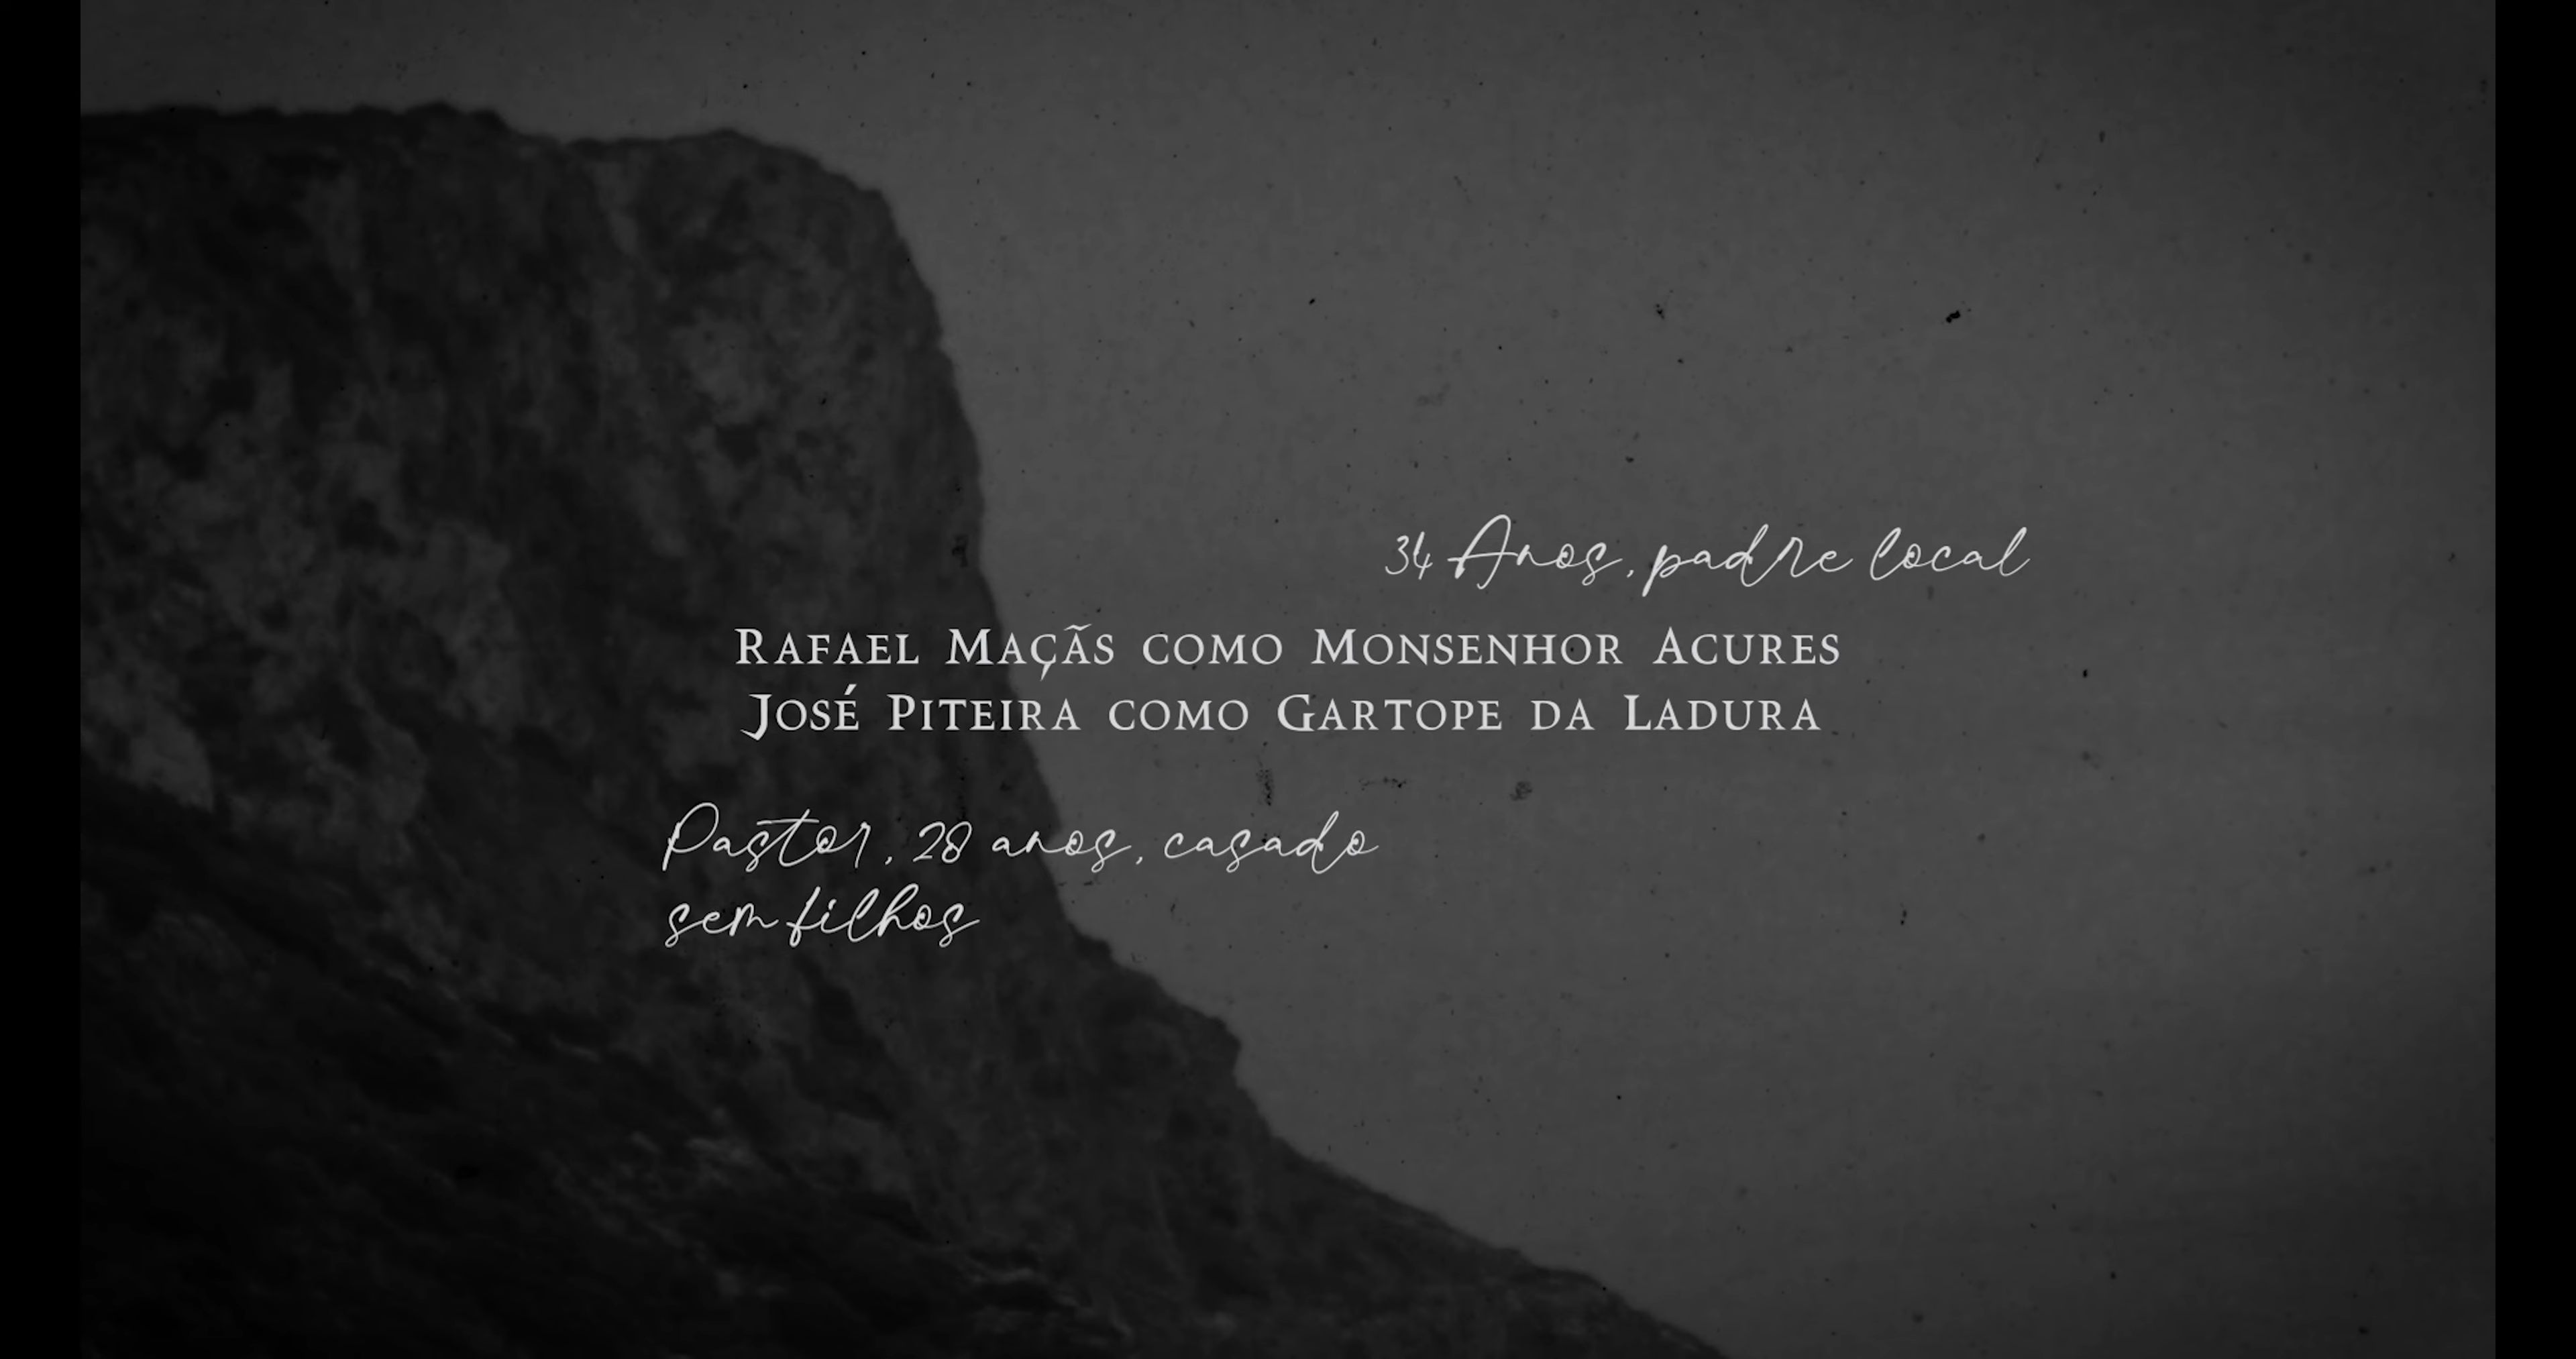 34 Anos, padre local
Rafael Maçãs como Monsenhor Acures
José Piteira como Gartope da Ladura
Pastor, 28 anos, casado
sem filhos